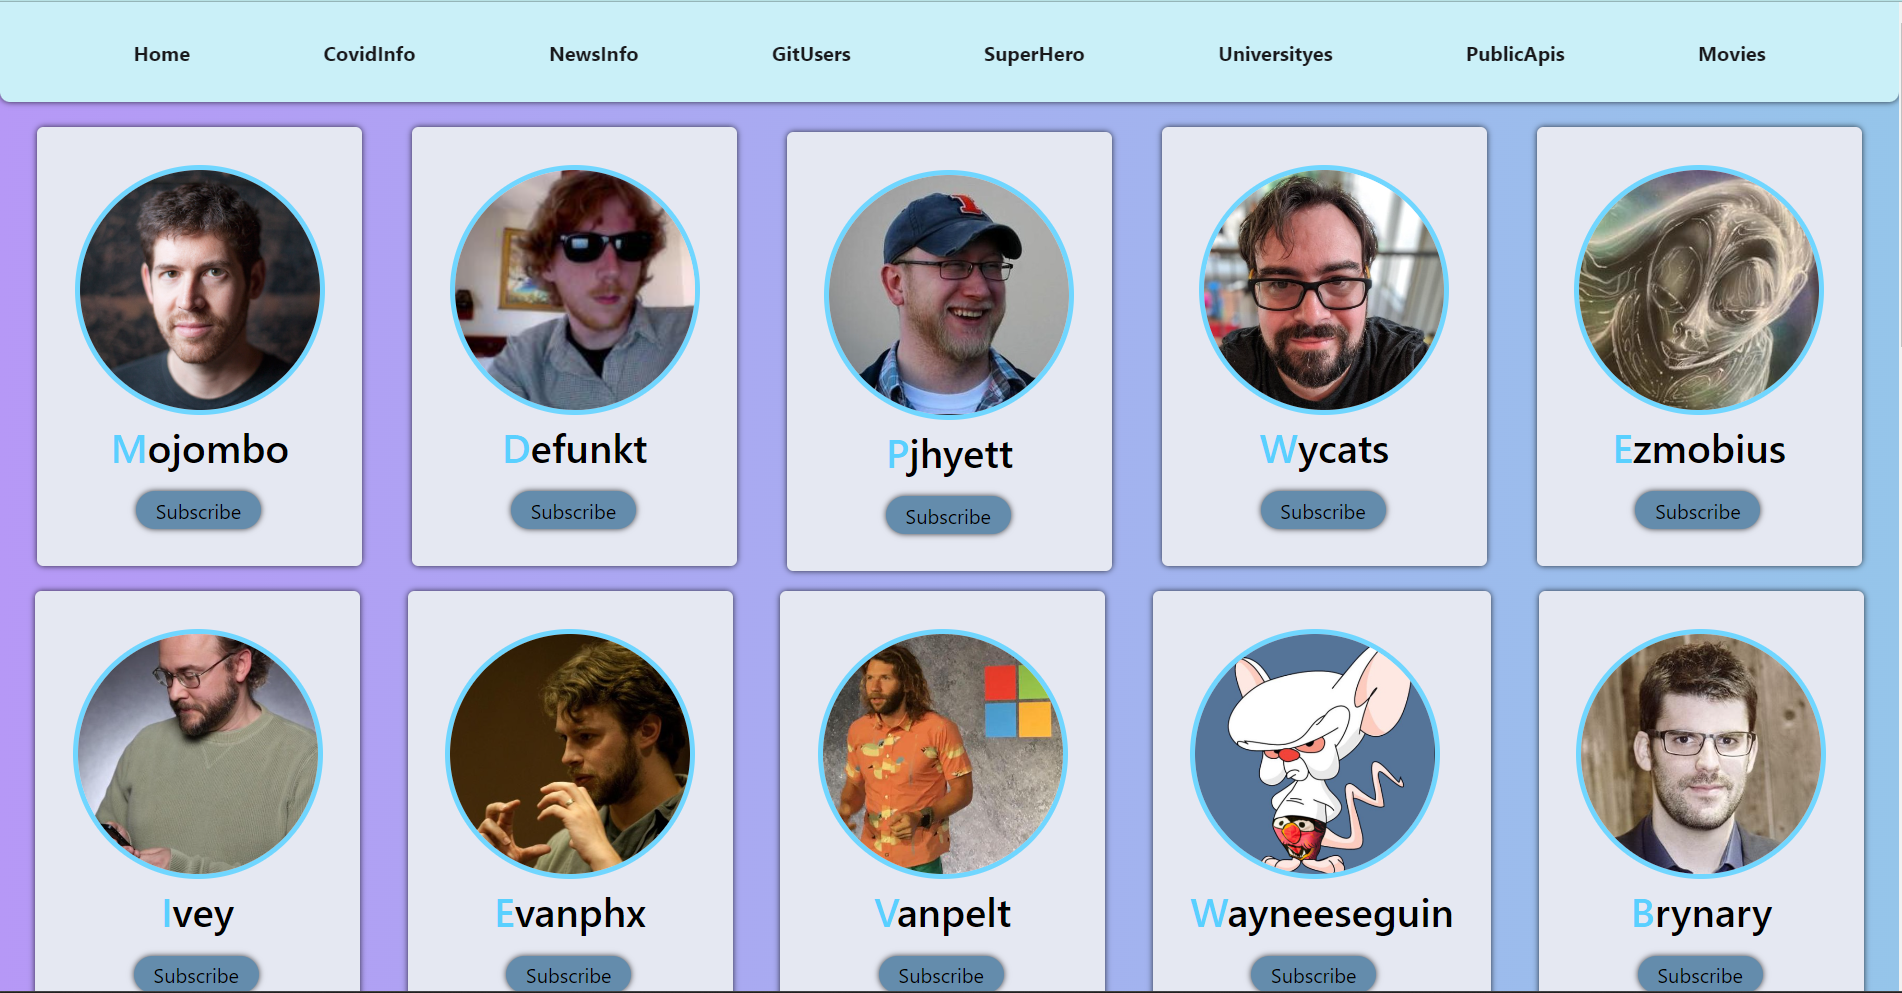 Home CovidInfo NewsInfo GitUsers SuperHero Universityes PublicApis Movies
Mojombo Defunkt Pjhyett Wycats Ezmobius
Subscribe Subscribe Subscribe Subscribe Subscribe
Ivey Evanphx Vanpelt Wayneeseguin Brynary
Subscribe Subscribe Subscribe Subscribe Subscribe